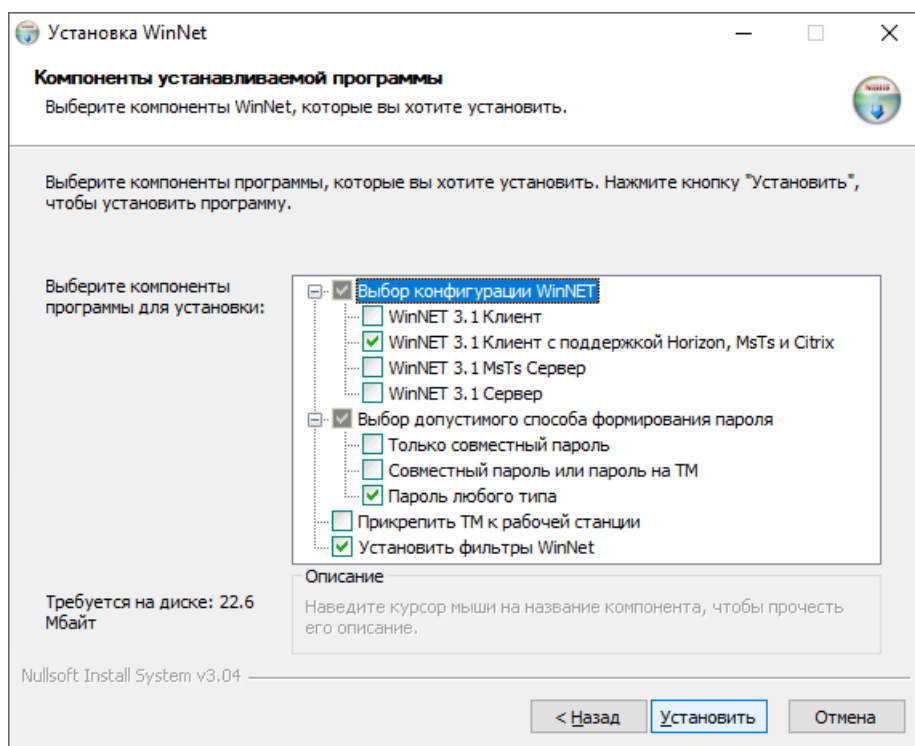 Установка WinNet
Компоненты устанавливаемой программы
Выберите компоненты WinNet, которые вы хотите установить.
Выберите компоненты программы, которые вы хотите установить. Нажмите кнопку "Установить",
чтобы установить программу.
Выберите компоненты
программы для установки:
Выбор конфигурации WinNET
WinNET 3.1 Клиент
WinNET 3.1 Клиент с поддержкой Horizon, MsTs и Citrix
WinNET 3.1 MsTs Сервер
WinNET 3.1 Сервер
Выбор допустимого способа формирования пароля
Только совместный пароль
Совместный пароль или пароль на ТМ
Пароль любого типа
Прикрепить ТМ к рабочей станции
Установить фильтры WinNet
Требуется на диске: 22.6
Мбайт
Описание
Наведите курсор мыши на название компонента, чтобы прочесть
его описание.
Nullsoft Install System v3.04
< Назад
Установить
Отмена